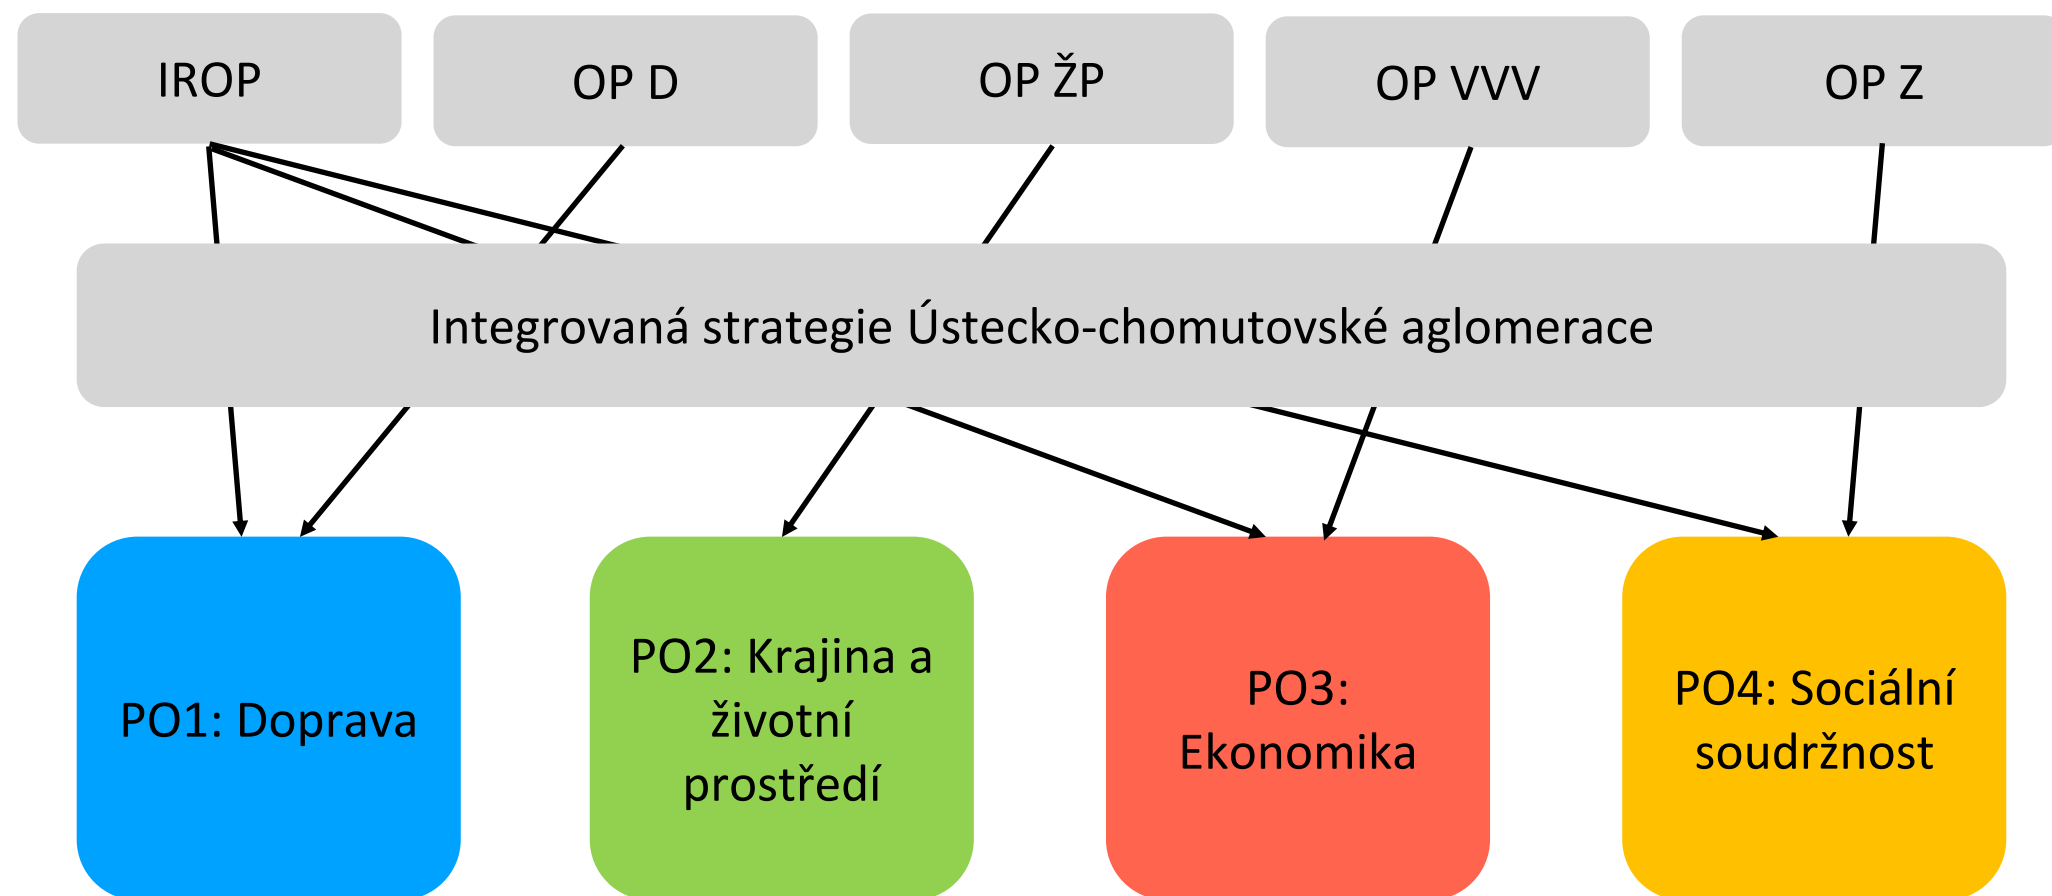 IROP
OP D
OP ŽP
OP VVV
OP Z
Integrovaná strategie Ústecko-chomutovské aglomerace
PO1: Doprava
PO2: Krajina a
životní
prostředí
PO3:
Ekonomika
PO4: Sociální
soudržnost